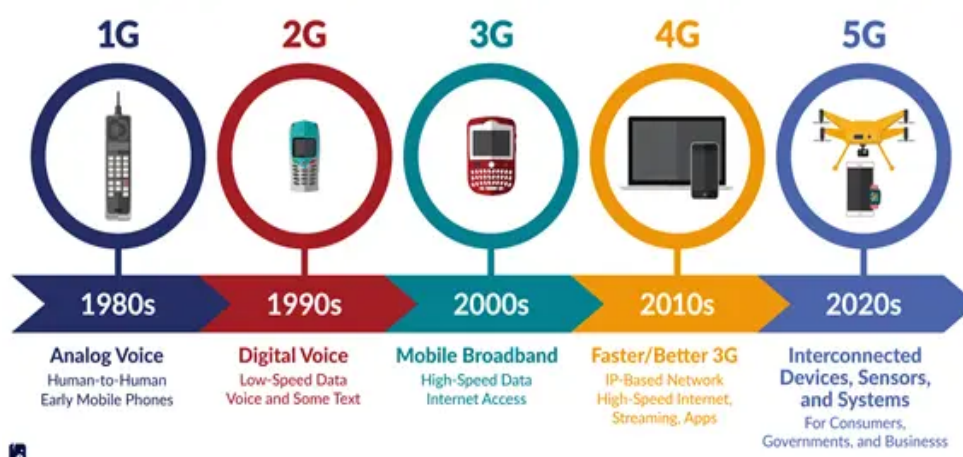 1G
2G
3G
4G
5G
1980s
1990s
2000s
2010s
2020s
Analog Voice
Human-to-Human
Early Mobile Phones
Digital Voice
Low-Speed Data
Voice and Some Text
Mobile Broadband
High-Speed Data
Internet Access
Faster/Better 3G
IP-Based Network
High-Speed Internet,
Streaming, Apps
Interconnected
Devices, Sensors,
and Systems
For Consumers,
Governments, and Businesss